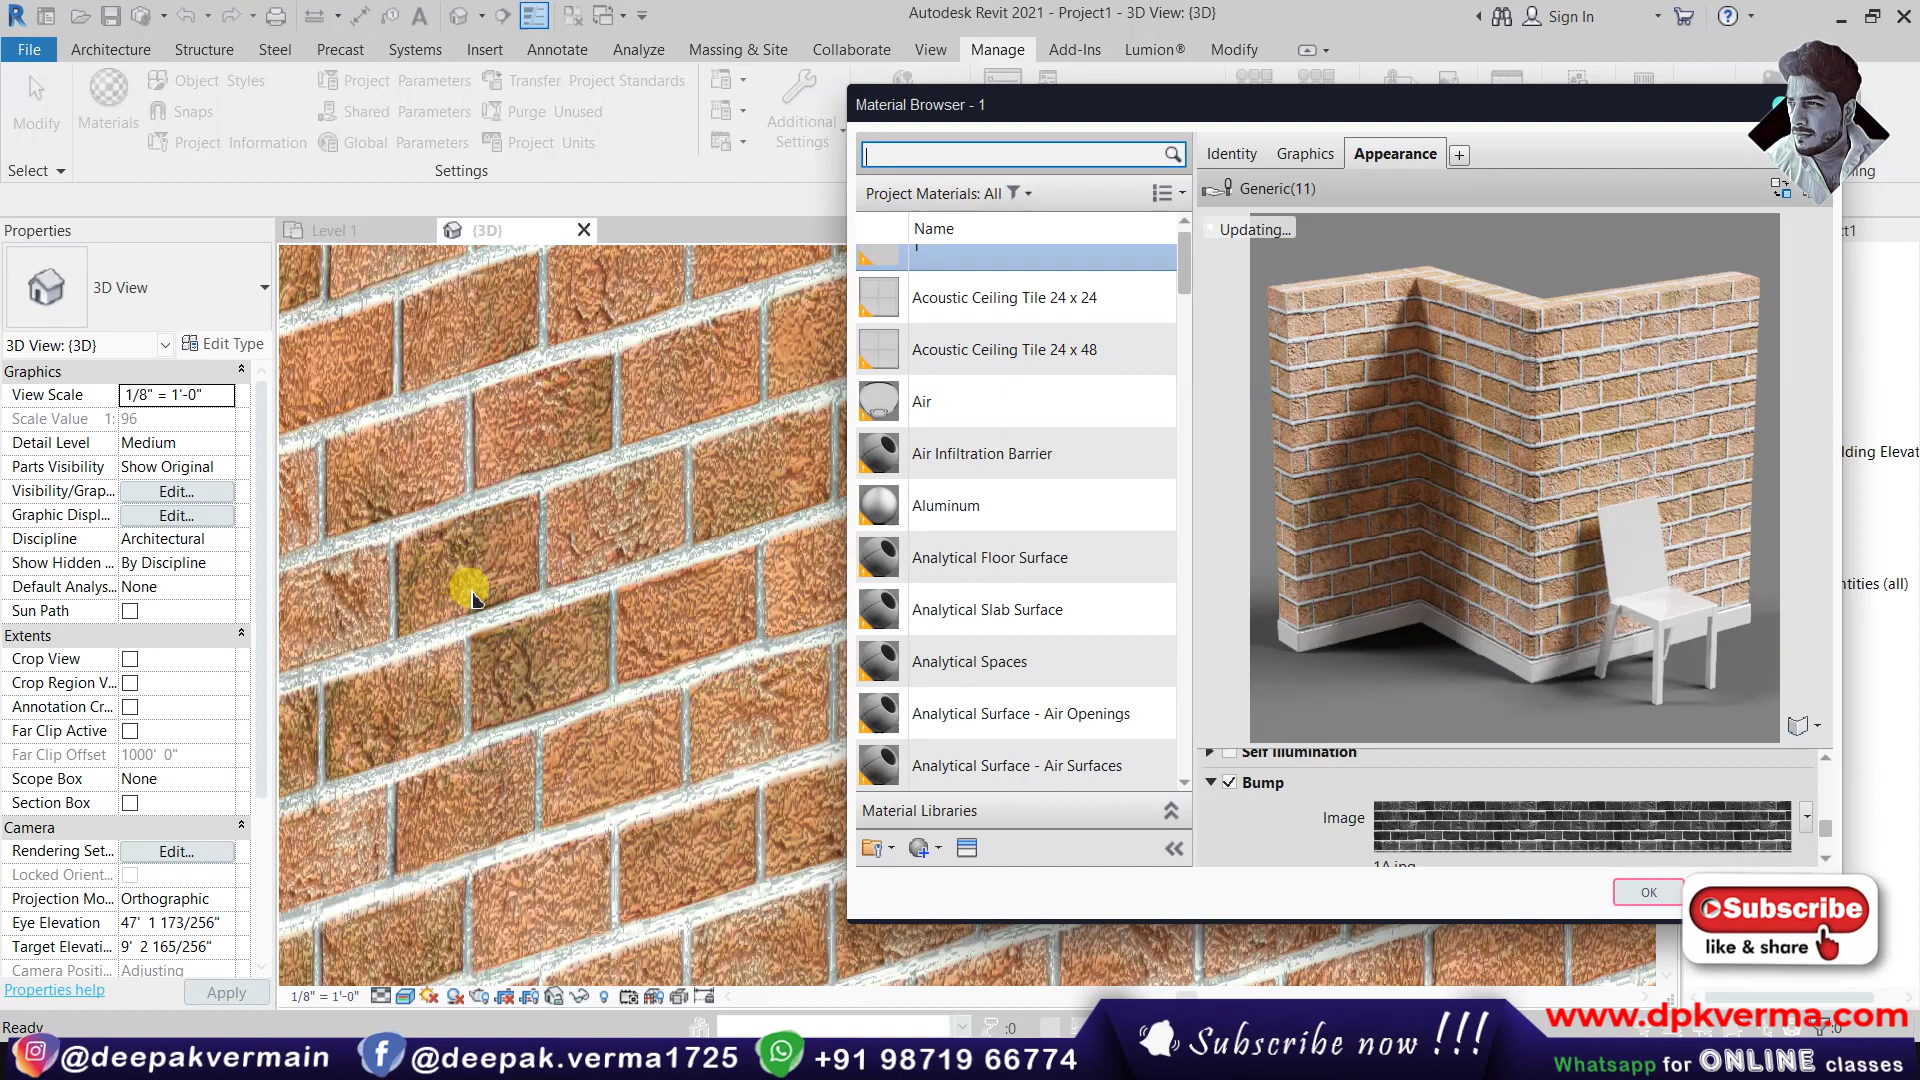 Autodesk Revit 2021 - Project1 - 3D View: {3D}
Sign In
File Architecture Structure Steel Precast Systems Insert Annotate Analyze Massing & Site Collaborate View Manage Add-Ins Lumion® Modify
Modify
Materials
Object Styles
Snaps
Project Information
Project Parameters
Shared Parameters
Global Parameters
Transfer Project Standards
Purge Unused
Project Units
Additional Settings
Select
Settings
Properties
3D View
3D View: {3D}
Edit Type
Graphics
View Scale 1/8" = 1'-0"
Scale Value 1: 96
Detail Level Medium
Parts Visibility Show Original
Visibility/Grap... Edit...
Graphic Displ... Edit...
Discipline Architectural
Show Hidden ... By Discipline
Default Analys... None
Sun Path
Extents
Crop View
Crop Region V...
Annotation Cr...
Far Clip Active
Far Clip Offset 1000' 0"
Scope Box None
Section Box
Camera
Rendering Set... Edit...
Locked Orient...
Projection Mo... Orthographic
Eye Elevation 47' 1 173/256"
Target Elevati... 9' 2 165/256"
Camera Positi... Adjusting
Properties help
Apply
Ready
Level 1
{3D}
1/8" = 1'-0"
:0
:0
Material Browser - 1
Project Materials: All
Name
Acoustic Ceiling Tile 24 x 24
Acoustic Ceiling Tile 24 x 48
Air
Air Infiltration Barrier
Aluminum
Analytical Floor Surface
Analytical Slab Surface
Analytical Spaces
Analytical Surface - Air Openings
Analytical Surface - Air Surfaces
Material Libraries
Identity Graphics Appearance
Generic(11)
Updating...
Self Illumination
Bump
Image
1A.jpg
OK
ct1
lding Elevat
ntities (all)
Subscribe
like & share
@deepakvermain
@deepak.verma1725
+91 98719 66774
Subscribe now !!!
www.dpkverma.com
Whatsapp for ONLINE classes